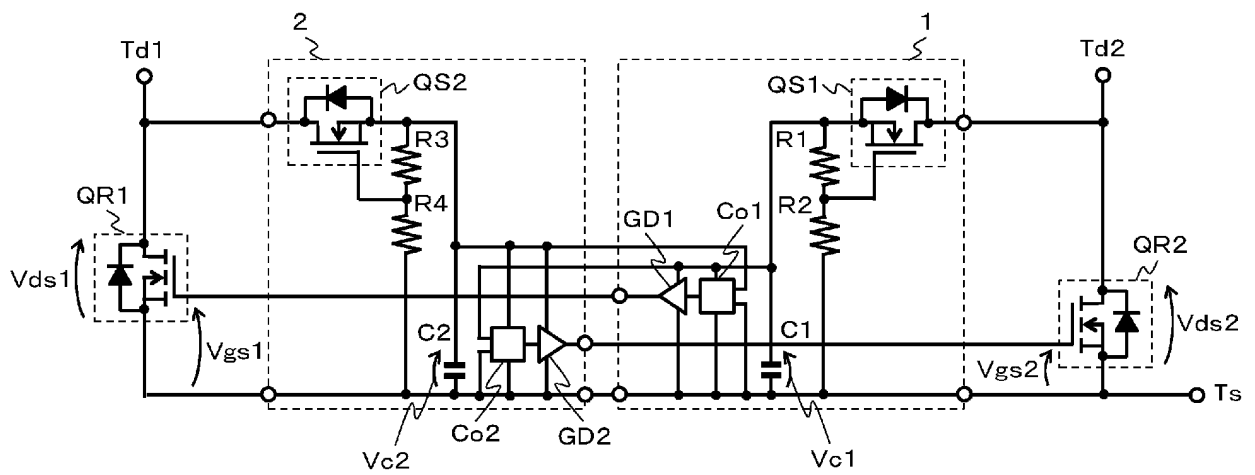 2
1
Td1
Td2
QS2
QS1
R3
R1
R4
R2
QR1
GD1
Co1
QR2
Vds1
Vds2
C2
C1
Vgs1
Vgs2
Ts
Co2
GD2
Vc2
Vc1